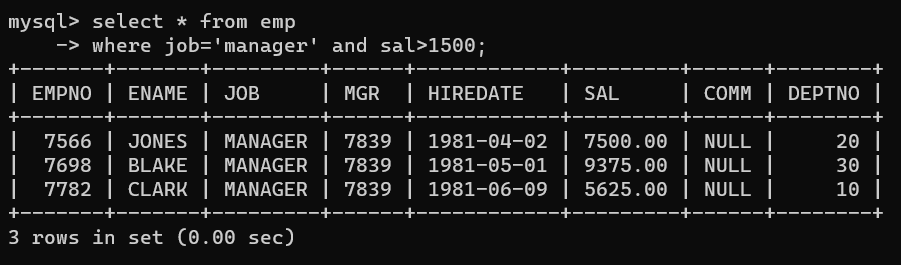 mysql> select * from emp
    -> where job='manager' and sal>1500;
+-------+-------+---------+------+------------+---------+------+--------+
| EMPNO | ENAME | JOB     | MGR  | HIREDATE   | SAL     | COMM | DEPTNO |
+-------+-------+---------+------+------------+---------+------+--------+
|  7566 | JONES | MANAGER | 7839 | 1981-04-02 | 7500.00 | NULL |     20 |
|  7698 | BLAKE | MANAGER | 7839 | 1981-05-01 | 9375.00 | NULL |     30 |
|  7782 | CLARK | MANAGER | 7839 | 1981-06-09 | 5625.00 | NULL |     10 |
+-------+-------+---------+------+------------+---------+------+--------+
3 rows in set (0.00 sec)